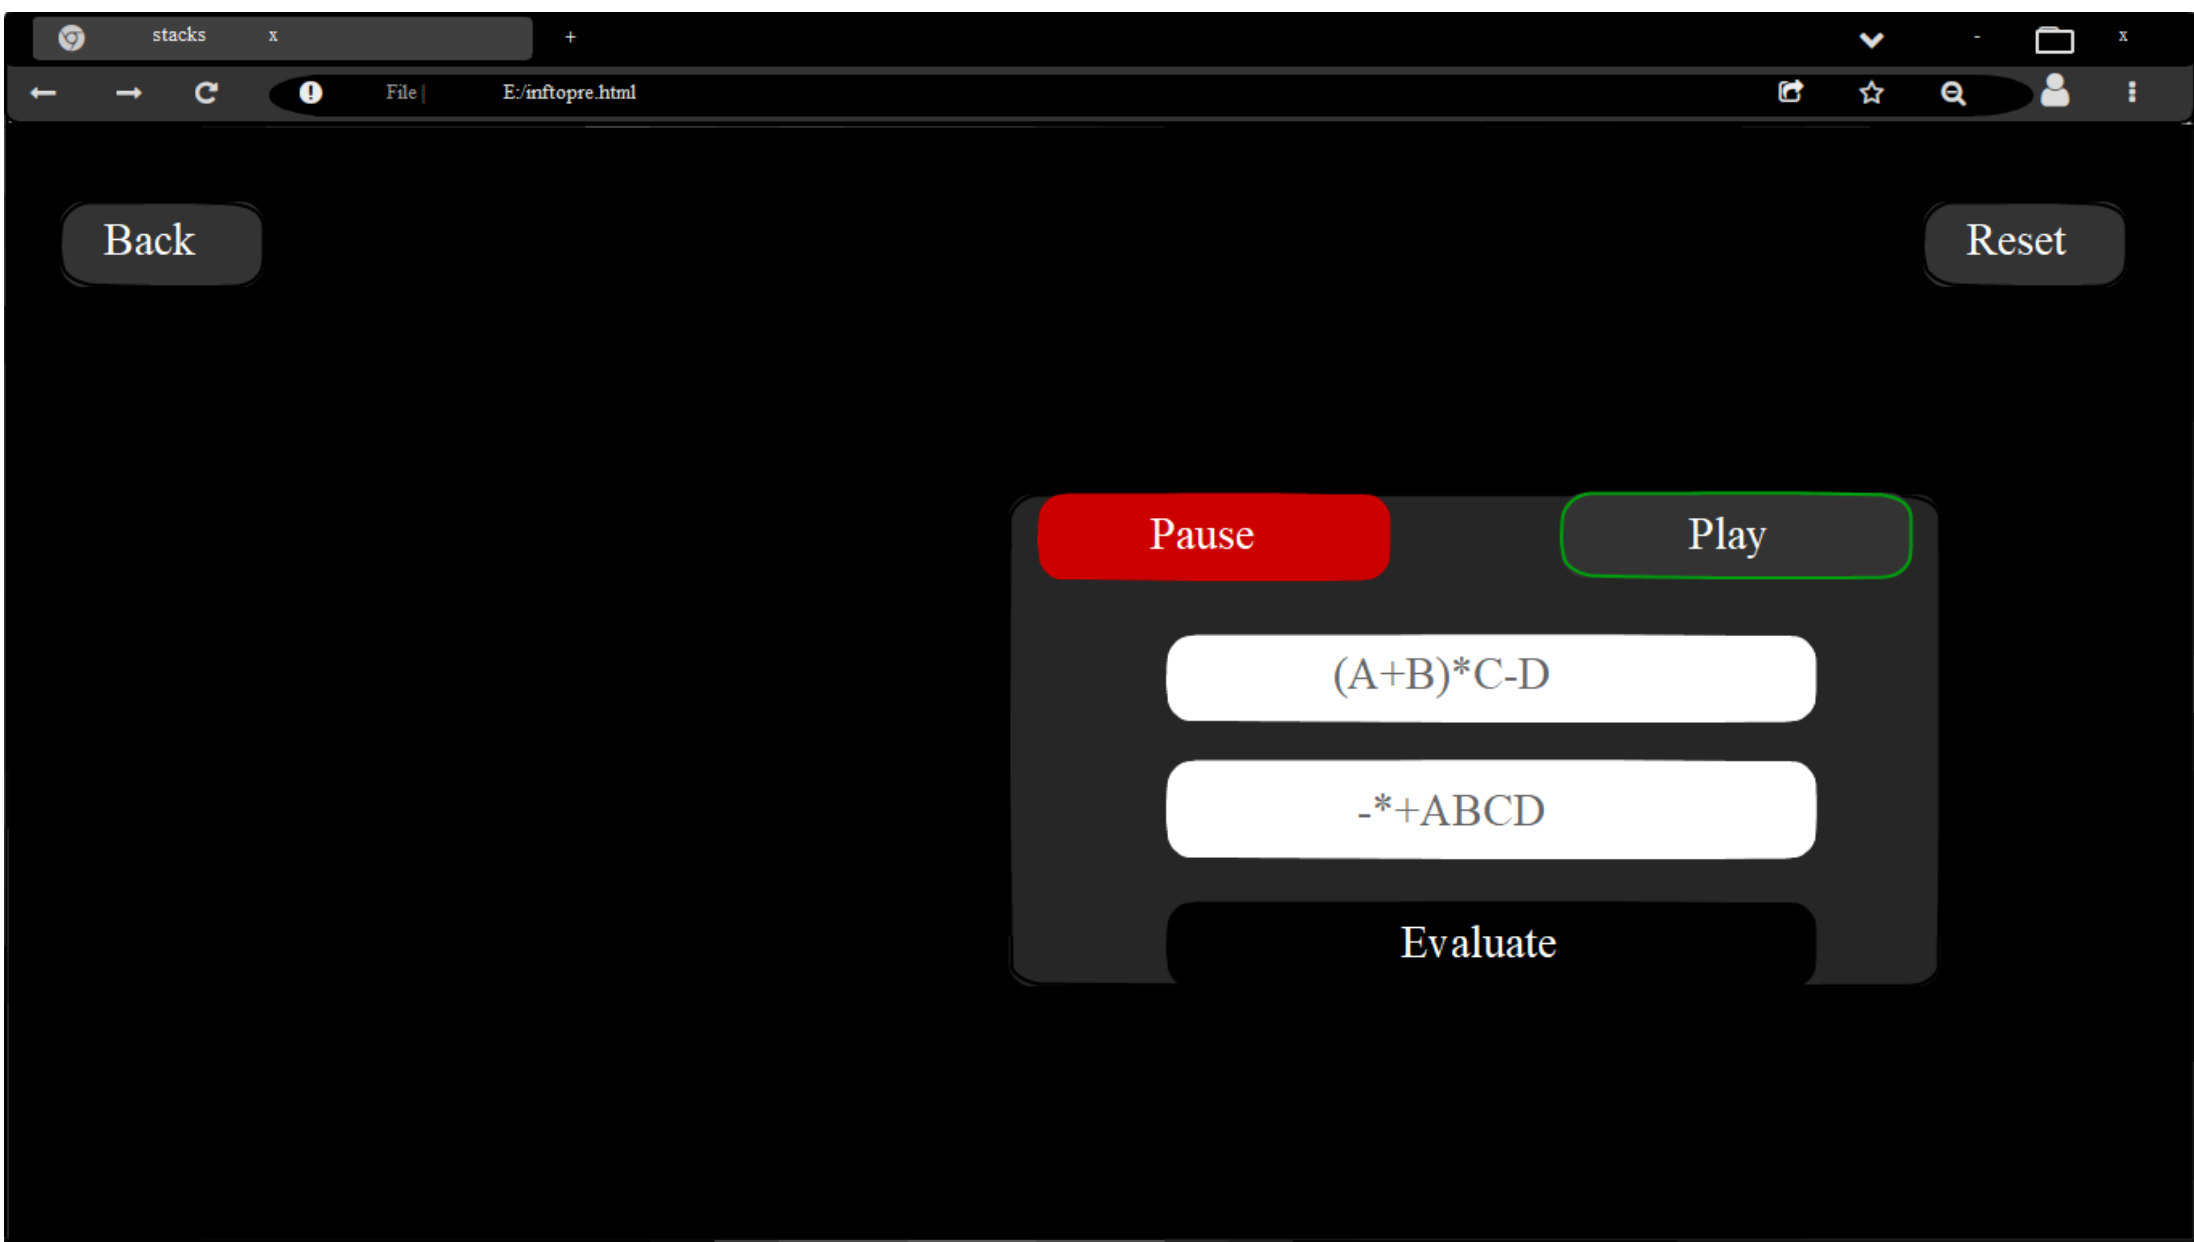 stacks x +
- x
File | E:/inftopre.html
Back
Reset
Pause
Play
(A+B)*C-D
-*+ABCD
Evaluate